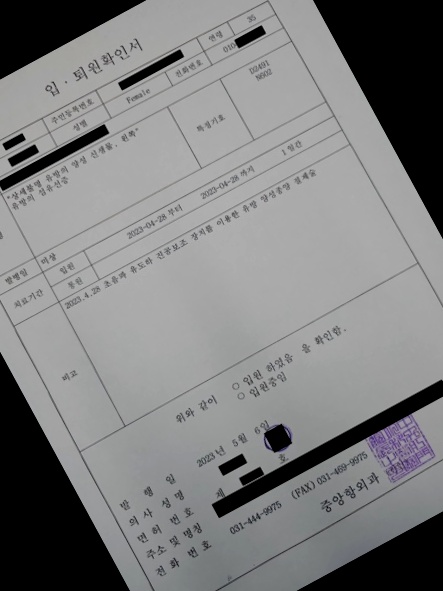 입 · 퇴원확인서
주민등록번호 연령 35
성별 Female 전화번호 010
"상세불명 유방의 양성 신생물, 왼쪽"
유방의 섬유선증
특정기호
D2491
N602
발병일 미상
치료기간 입원 2023-04-28 부터 2023-04-28 까지 1 일간
통원
비고
2023.4.28 초음파 유도하 진공보조 장치를 이용한 유방 양성종양 절제술
위와 같이 ○ 입원 하였음 을 확인함.
○ 입원중임
발 행 일 2023 년 5월 6일
의 사 성 명
면 허 번 호 제 호
주소 및 명칭
전 화 번 호 031-444-9975 (FAX) 031-469-9975
중앙항외과